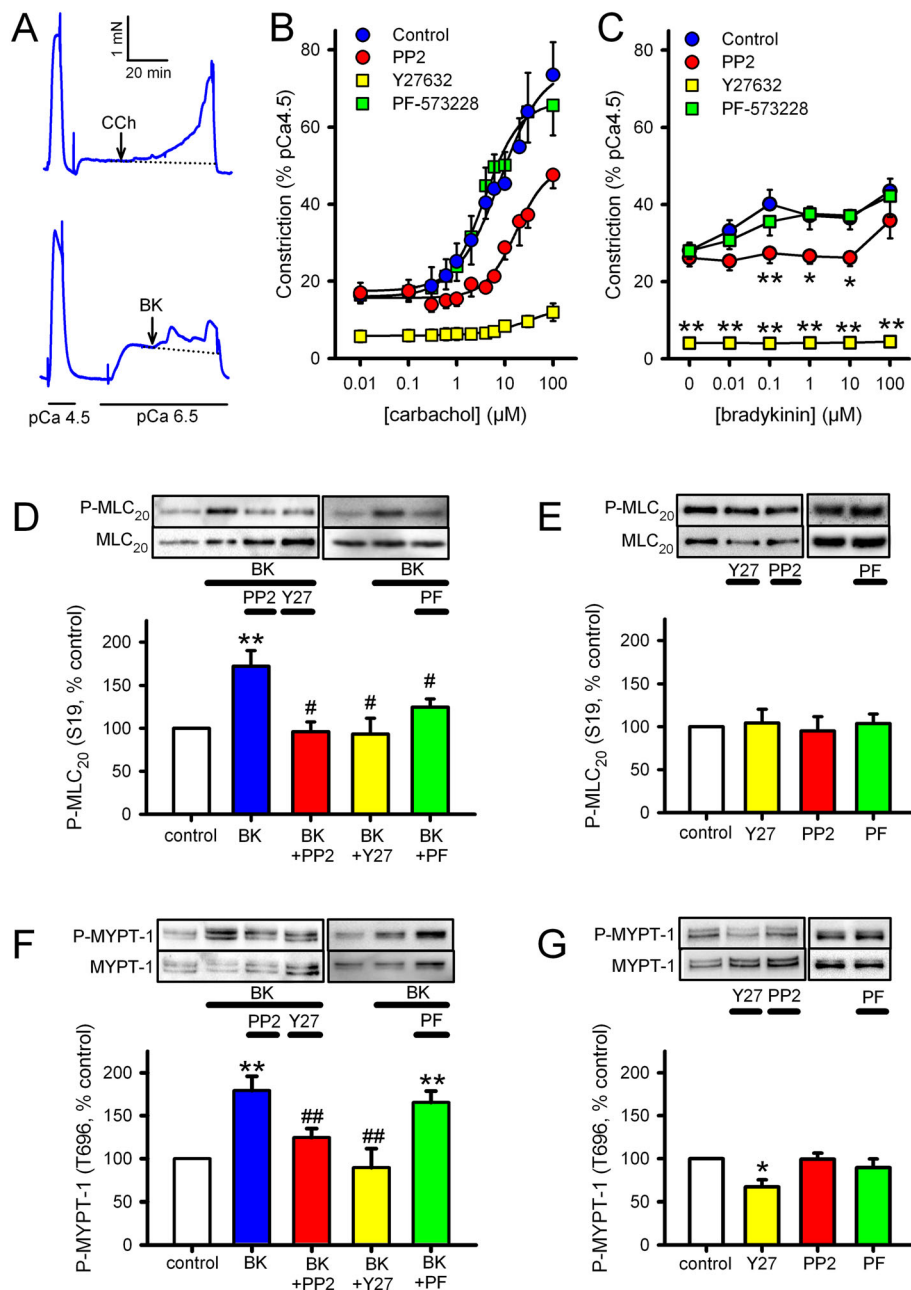 A
1 mN
20 min
CCh
BK
pCa 4.5
pCa 6.5
B
Control
PP2
Y27632
PF-573228
Constriction (% pCa4.5)
80
60
40
20
0
0.01 0.1 1 10 100
[carbachol] (µM)
C
Control
PP2
Y27632
PF-573228
Constriction (% pCa4.5)
80
60
40
20
0
** * *
** ** ** ** ** **
0 0.01 0.1 1 10 100
[bradykinin] (µM)
D
P-MLC20
MLC20
BK BK
PP2 Y27 PF
P-MLC20 (S19, % control)
200
150
100
50
0
** # # #
control BK BK +PP2 BK +Y27 BK +PF
E
P-MLC20
MLC20
Y27 PP2 PF
P-MLC20 (S19, % control)
200
150
100
50
0
control Y27 PP2 PF
F
P-MYPT-1
MYPT-1
BK BK
PP2 Y27 PF
P-MYPT-1 (T696, % control)
200
150
100
50
0
** ## ## **
control BK BK +PP2 BK +Y27 BK +PF
G
P-MYPT-1
MYPT-1
Y27 PP2 PF
P-MYPT-1 (T696, % control)
200
150
100
50
0
*
control Y27 PP2 PF